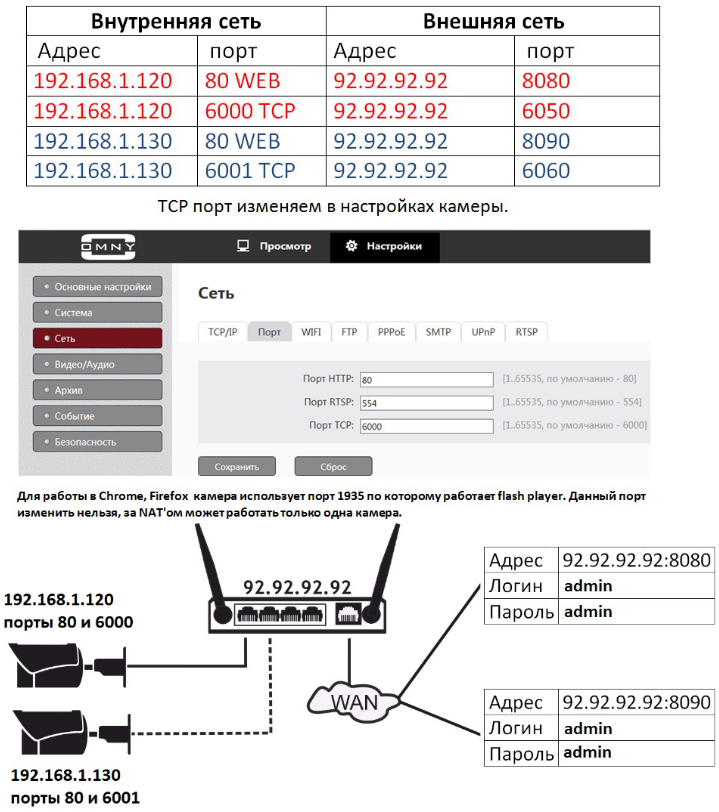 Внутренняя сеть Внешняя сеть
Адрес порт Адрес порт
192.168.1.120 80 WEB 92.92.92.92 8080
192.168.1.120 6000 TCP 92.92.92.92 6050
192.168.1.130 80 WEB 92.92.92.92 8090
192.168.1.130 6001 TCP 92.92.92.92 6060
TCP порт изменяем в настройках камеры.
OMNY Просмотр Настройки
Основные настройки
Система
Сеть
Видео/Аудио
Архив
Событие
Безопасность
Сеть
TCP/IP Порт WIFI FTP PPPoE SMTP UPnP RTSP
Порт HTTP: 80 [1..65535, по умолчанию - 80]
Порт RTSP: 554 [1..65535, по умолчанию - 554]
Порт TCP: 6000 [1..65535, по умолчанию - 6000]
Сохранить Сброс
Для работы в Chrome, Firefox камера использует порт 1935 по которому работает flash player. Данный порт
изменить нельзя, за NAT'ом может работать только одна камера.
92.92.92.92
192.168.1.120
порты 80 и 6000
192.168.1.130
порты 80 и 6001
WAN
Адрес 92.92.92.92:8080
Логин admin
Пароль admin
Адрес 92.92.92.92:8090
Логин admin
Пароль admin